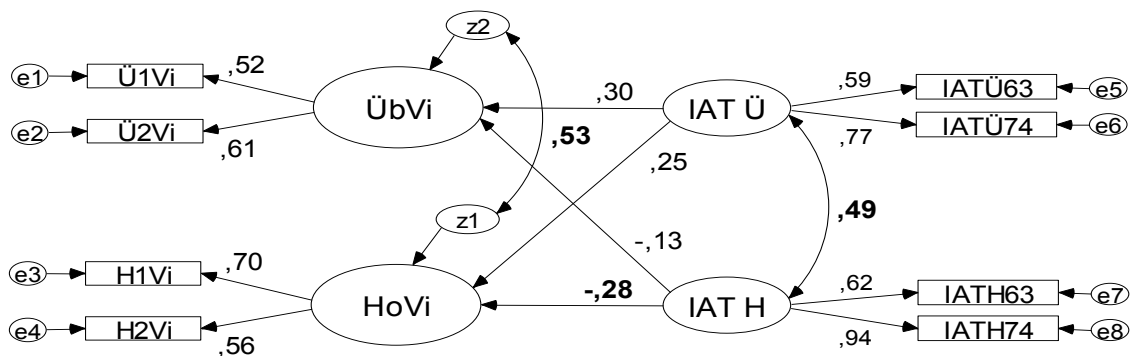 z2
e1
Ü1Vi
,52
e2
Ü2Vi
,61
ÜbVi
,30
IAT Ü
,59
IATÜ63
e5
,77
IATÜ74
e6
,53
,25
,49
z1
-,13
e3
H1Vi
,70
e4
H2Vi
,56
HoVi
-,28
IAT H
,62
IATH63
e7
,94
IATH74
e8